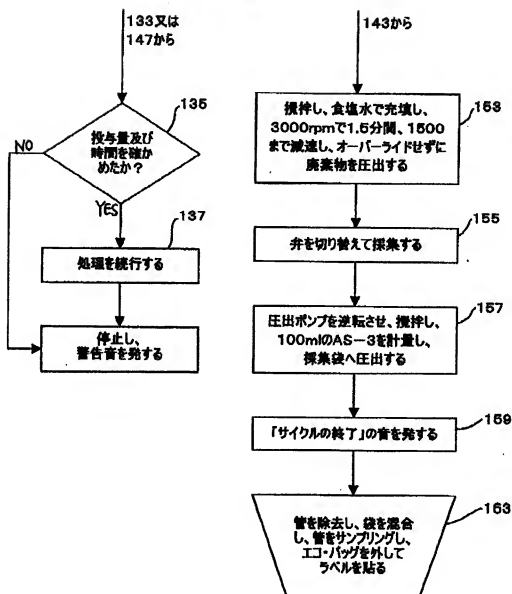 133又は
147から
135
投与量及び
時間を確か
めたか？
NO
YES
137
処理を続行する
停止し、
警告音を発する
143から
153
攪拌し、食塩水で充填し、
3000rpmで1.5分間、1500
まで減速し、オーバーライドせずに
廃棄物を圧出する
155
弁を切り替えて採集する
157
圧出ポンプを逆転させ、攪拌し、
100mlのAS-3を計量し、
採集袋へ圧出する
159
「サイクルの終了」の音を発する
163
管を除去し、袋を混合
し、管をサンプリングし、
エコ・バッグを外して
ラベルを貼る